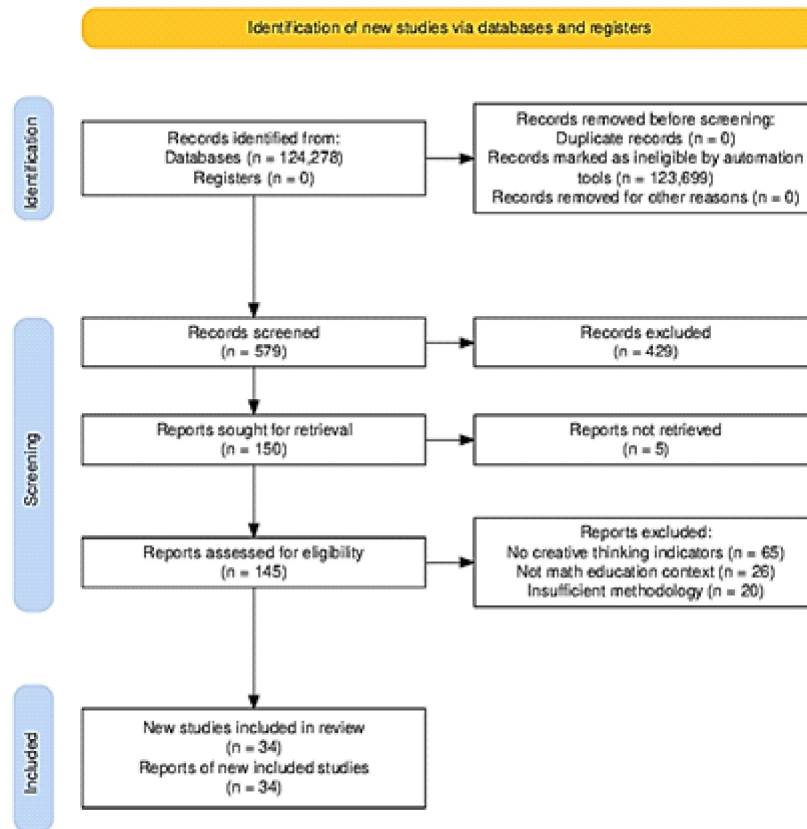 Identification of new studies via databases and registers
Identification
Records identified from:
Databases (n = 124,278)
Registers (n = 0)
Records removed before screening:
Duplicate records (n = 0)
Records marked as ineligible by automation
tools (n = 123,699)
Records removed for other reasons (n = 0)
Screening
Records screened
(n = 579)
Records excluded
(n = 429)
Reports sought for retrieval
(n = 150)
Reports not retrieved
(n = 5)
Reports assessed for eligibility
(n = 145)
Reports excluded:
No creative thinking indicators (n = 65)
Not math education context (n = 26)
Insufficient methodology (n = 20)
Included
New studies included in review
(n = 34)
Reports of new included studies
(n = 34)